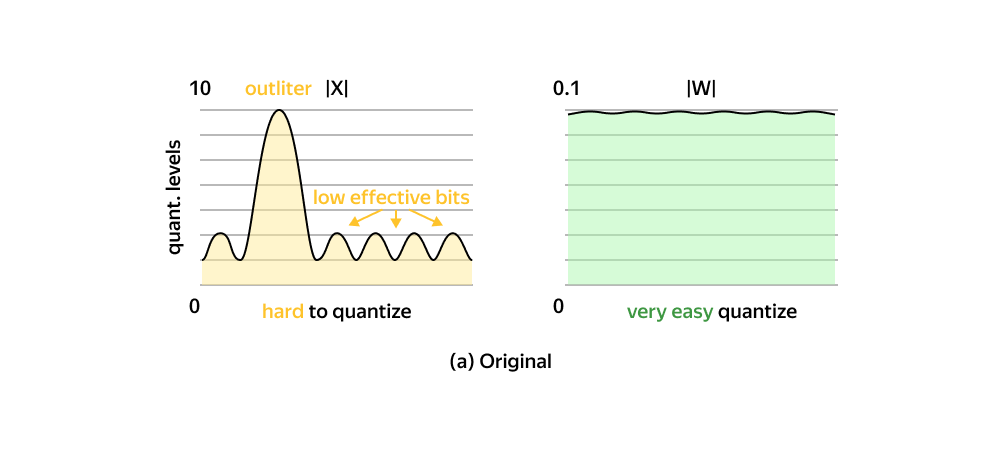 10 outliter |X|
quant. levels
low effective bits
0
hard to quantize
0.1 |W|
0
very easy quantize
(a) Original